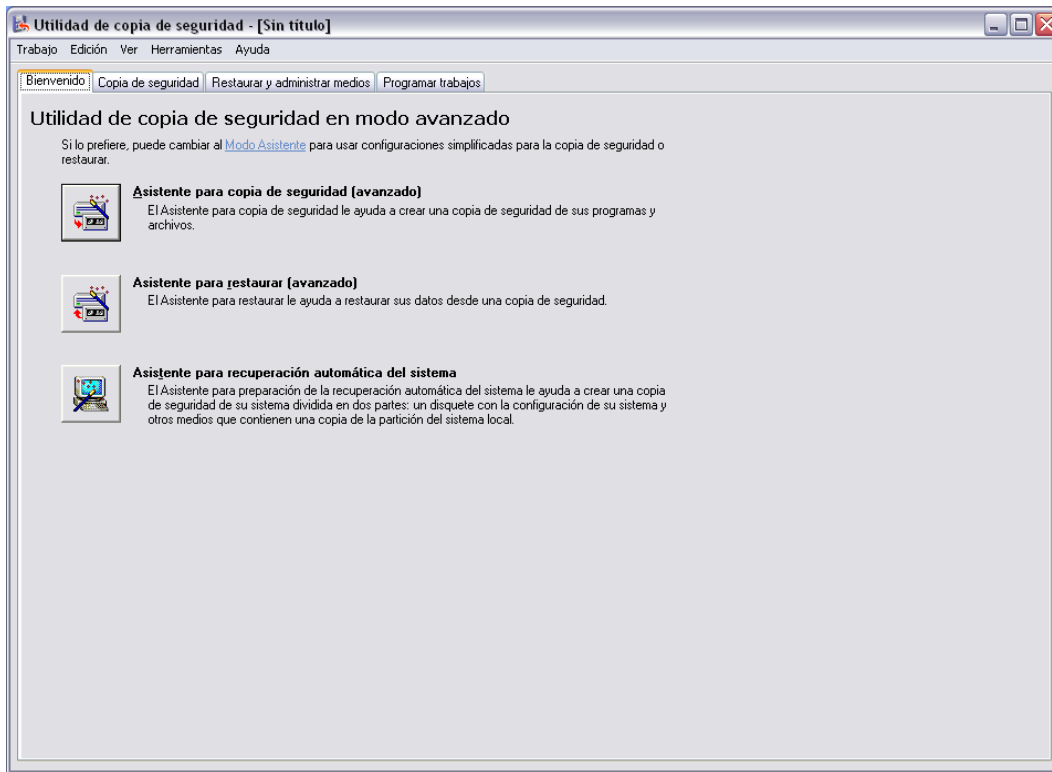 Utilidad de copia de seguridad - [Sin título]
Trabajo Edición Ver Herramientas Ayuda
Bienvenido Copia de seguridad Restaurar y administrar medios Programar trabajos
Utilidad de copia de seguridad en modo avanzado
Si lo prefiere, puede cambiar al Modo Asistente para usar configuraciones simplificadas para la copia de seguridad o
restaurar.
Asistente para copia de seguridad (avanzado)
El Asistente para copia de seguridad le ayuda a crear una copia de seguridad de sus programas y
archivos.
Asistente para restaurar (avanzado)
El Asistente para restaurar le ayuda a restaurar sus datos desde una copia de seguridad.
Asistente para recuperación automática del sistema
El Asistente para preparación de la recuperación automática del sistema le ayuda a crear una copia
de seguridad de su sistema dividida en dos partes: un disquete con la configuración de su sistema y
otros medios que contienen una copia de la partición del sistema local.